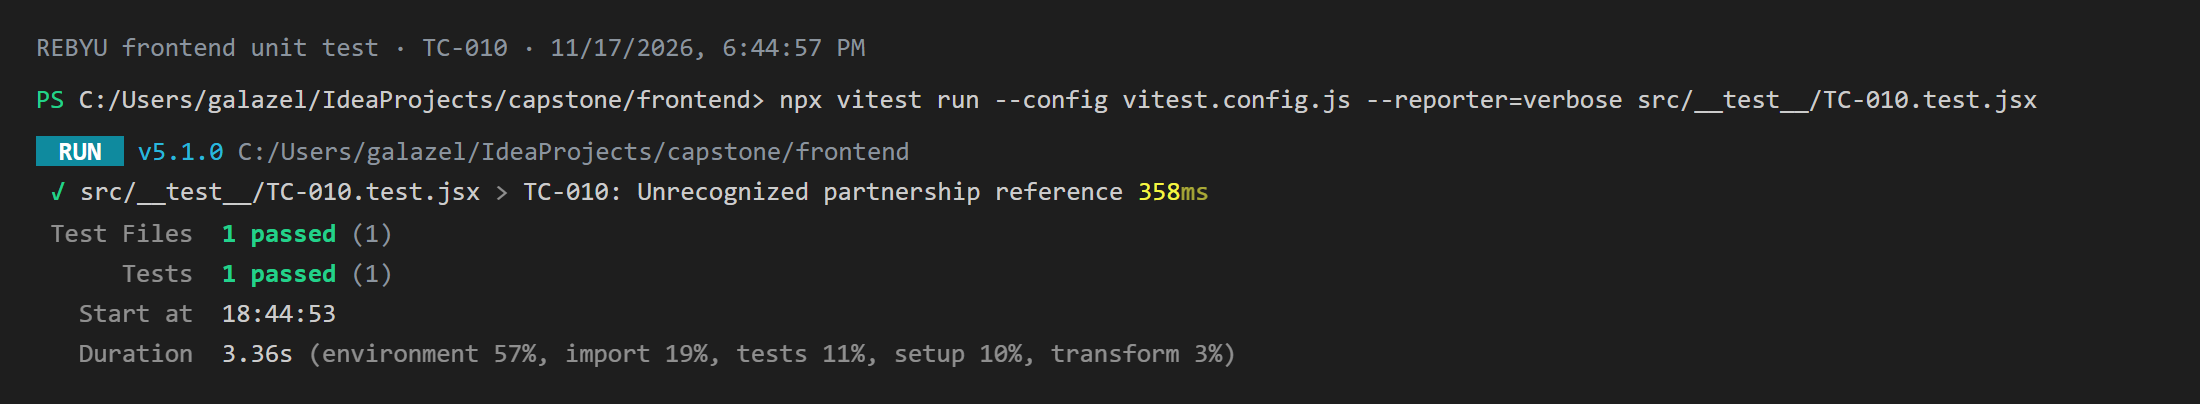 REBYU frontend unit test · TC-010 · 11/17/2026, 6:44:57 PM
PS C:/Users/galazel/IdeaProjects/capstone/frontend> npx vitest run --config vitest.config.js --reporter=verbose src/__test__/TC-010.test.jsx
RUN v5.1.0 C:/Users/galazel/IdeaProjects/capstone/frontend
√ src/__test__/TC-010.test.jsx > TC-010: Unrecognized partnership reference 358ms
Test Files 1 passed (1)
Tests 1 passed (1)
Start at 18:44:53
Duration 3.36s (environment 57%, import 19%, tests 11%, setup 10%, transform 3%)